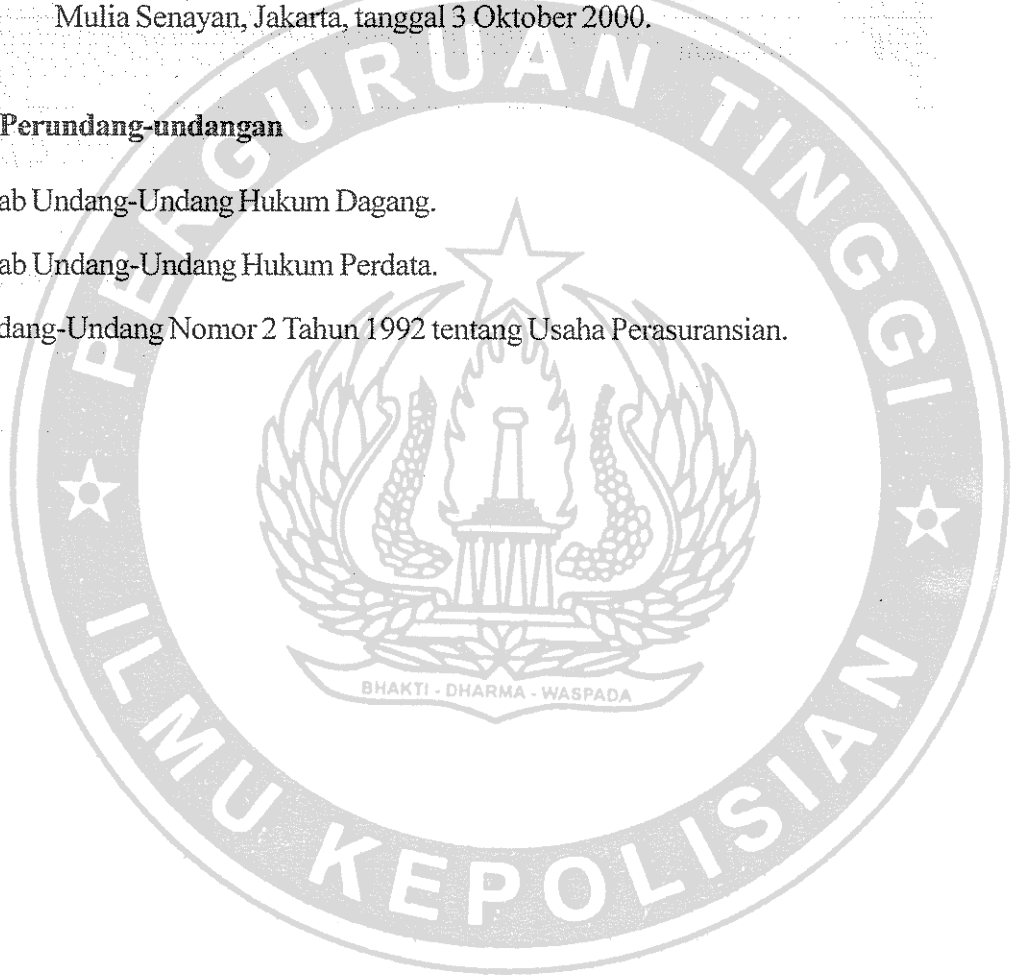 Mulia Senayan, Jakarta, tanggal 3 Oktober 2000.
Perundang-undangan
ab Undang-Undang Hukum Dagang.
ab Undang-Undang Hukum Perdata.
dang-Undang Nomor 2 Tahun 1992 tentang Usaha Perasuransian.
PERGURUAN TINGGI
BHAKTI - DHARMA - WASPADA
ILMU KEPOLISIAN